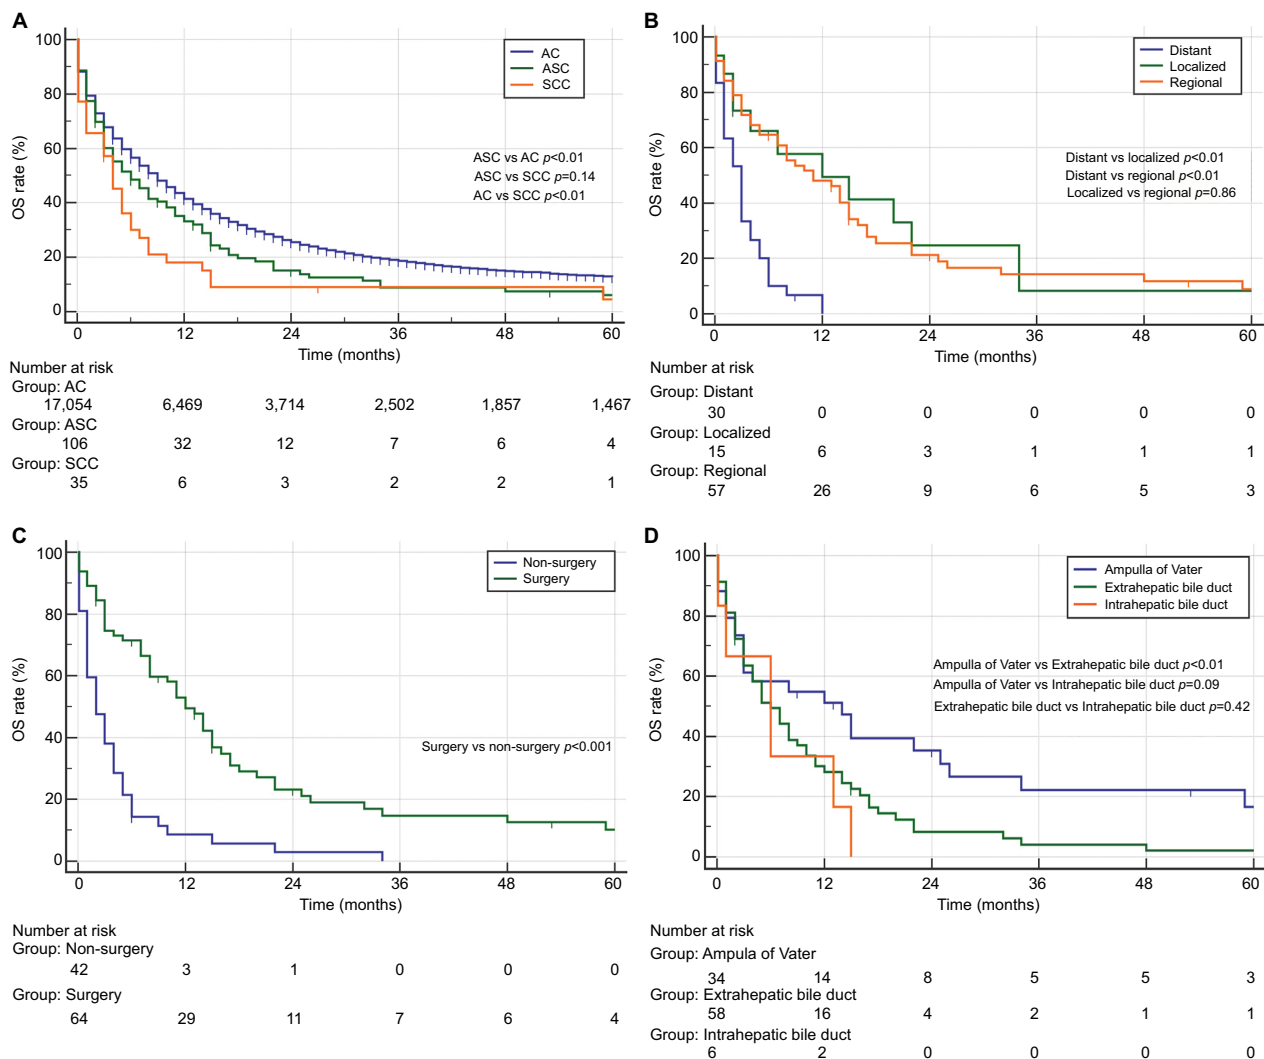 A
OS rate (%)
100
80
60
40
20
0
AC
ASC
SCC
ASC vs AC p<0.01
ASC vs SCC p=0.14
AC vs SCC p<0.01
0 12 24 36 48 60
Time (months)
Number at risk
Group: AC
17,054 6,469 3,714 2,502 1,857 1,467
Group: ASC
106 32 12 7 6 4
Group: SCC
35 6 3 2 2 1
B
OS rate (%)
100
80
60
40
20
0
Distant
Localized
Regional
Distant vs localized p<0.01
Distant vs regional p<0.01
Localized vs regional p=0.86
0 12 24 36 48 60
Time (months)
Number at risk
Group: Distant
30 0 0 0 0 0
Group: Localized
15 6 3 1 1 1
Group: Regional
57 26 9 6 5 3
C
OS rate (%)
100
80
60
40
20
0
Non-surgery
Surgery
Surgery vs non-surgery p<0.001
0 12 24 36 48 60
Time (months)
Number at risk
Group: Non-surgery
42 3 1 0 0 0
Group: Surgery
64 29 11 7 6 4
D
OS rate (%)
100
80
60
40
20
0
Ampulla of Vater
Extrahepatic bile duct
Intrahepatic bile duct
Ampulla of Vater vs Extrahepatic bile duct p<0.01
Ampulla of Vater vs Intrahepatic bile duct p=0.09
Extrahepatic bile duct vs Intrahepatic bile duct p=0.42
0 12 24 36 48 60
Time (months)
Number at risk
Group: Ampula of Vater
34 14 8 5 5 3
Group: Extrahepatic bile duct
58 16 4 2 1 1
Group: Intrahepatic bile duct
6 2 0 0 0 0